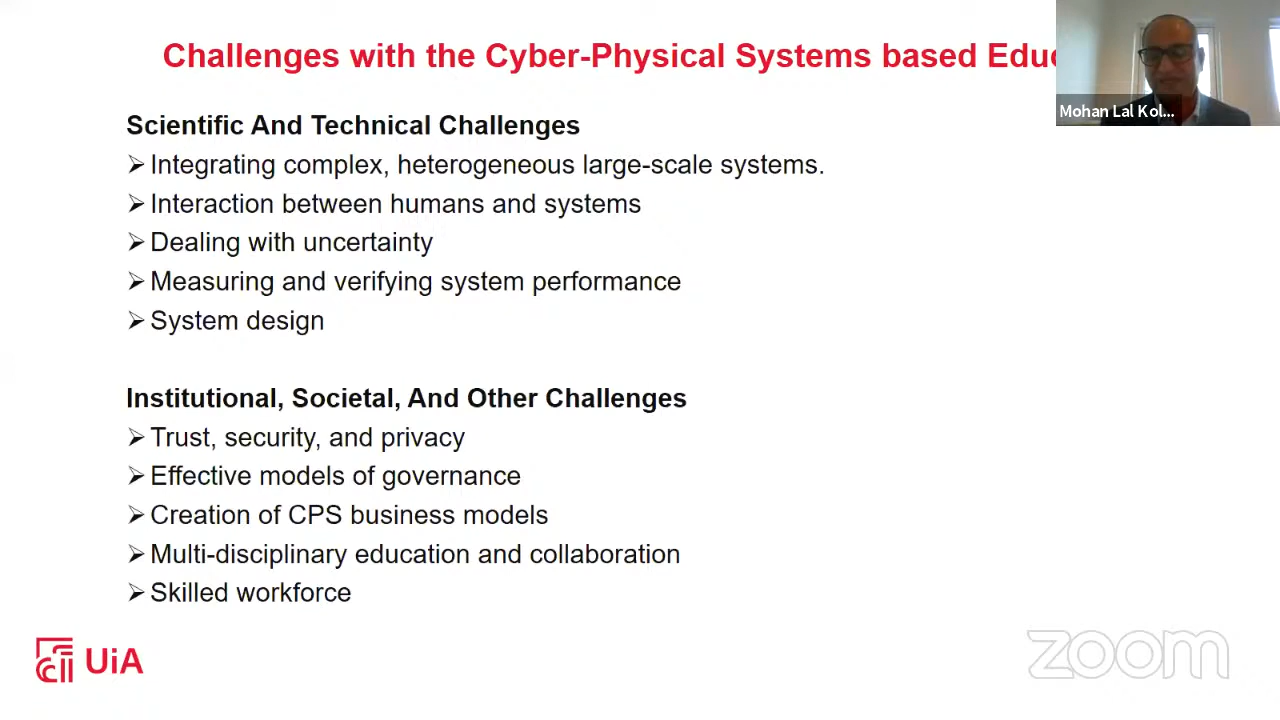 Challenges with the Cyber-Physical Systems based
Mohan Lal Kol...
Scientific And Technical Challenges
➢Integrating complex, heterogeneous large-scale systems.
➢Interaction between humans and systems
➢Dealing with uncertainty
➢Measuring and verifying system performance
➢System design
Institutional, Societal, And Other Challenges
➢Trust, security, and privacy
➢Effective models of governance
➢Creation of CPS business models
➢Multi-disciplinary education and collaboration
➢Skilled workforce
UiA
zoom